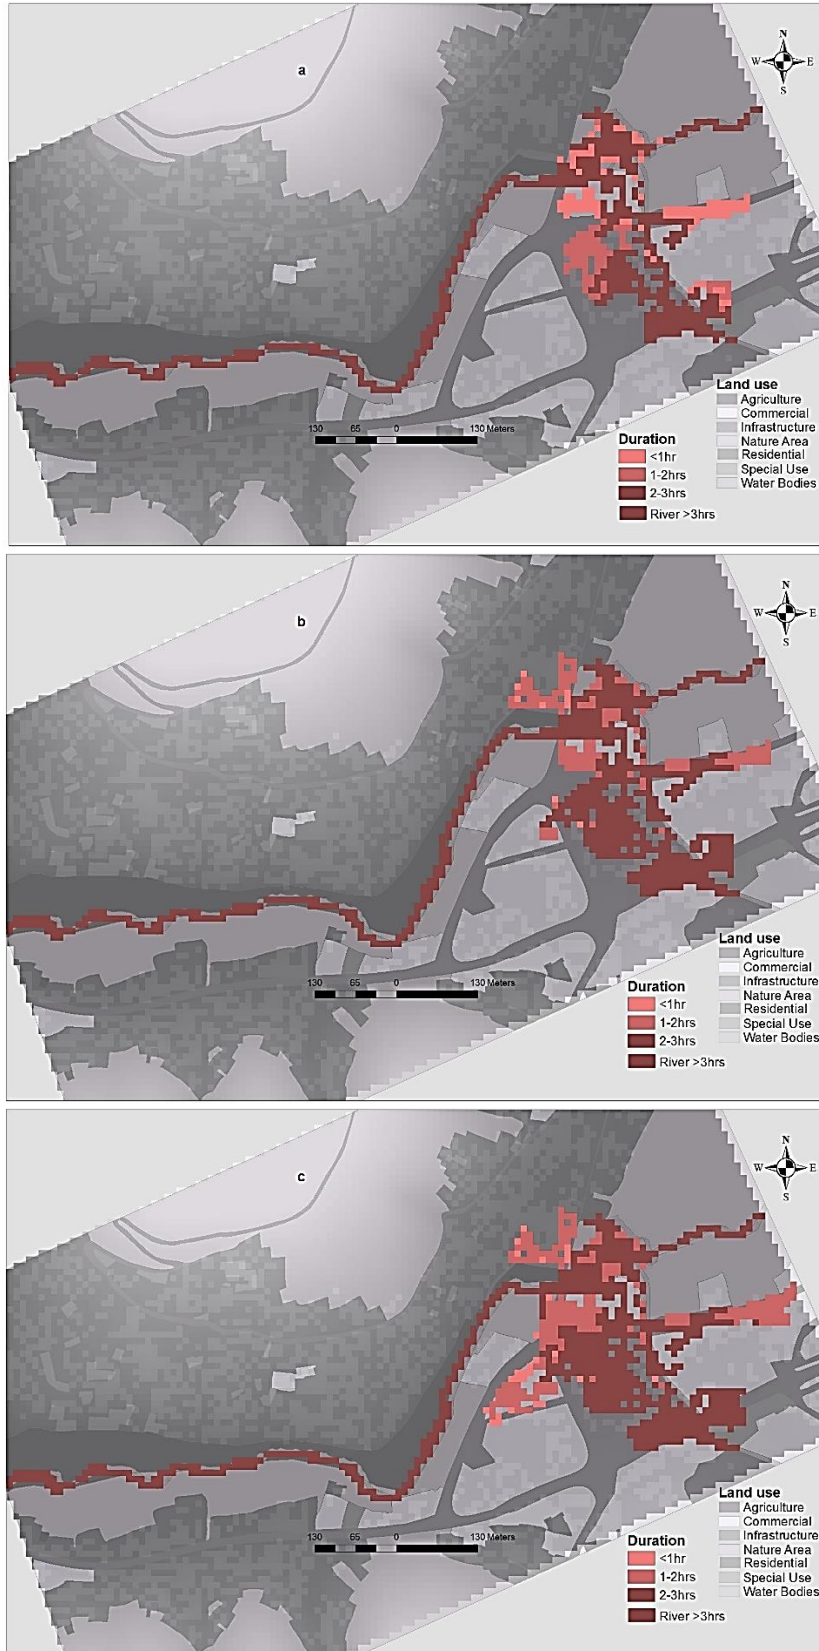 a
N
W E
S
Land use
Agriculture
Commercial
Infrastructure
Nature Area
Residential
Special Use
Water Bodies
Duration
<1hr
1-2hrs
2-3hrs
River >3hrs
130 65 0 130 Meters
b
N
W E
S
Land use
Agriculture
Commercial
Infrastructure
Nature Area
Residential
Special Use
Water Bodies
Duration
<1hr
1-2hrs
2-3hrs
River >3hrs
130 65 0 130 Meters
c
N
W E
S
Land use
Agriculture
Commercial
Infrastructure
Nature Area
Residential
Special Use
Water Bodies
Duration
<1hr
1-2hrs
2-3hrs
River >3hrs
130 65 0 130 Meters